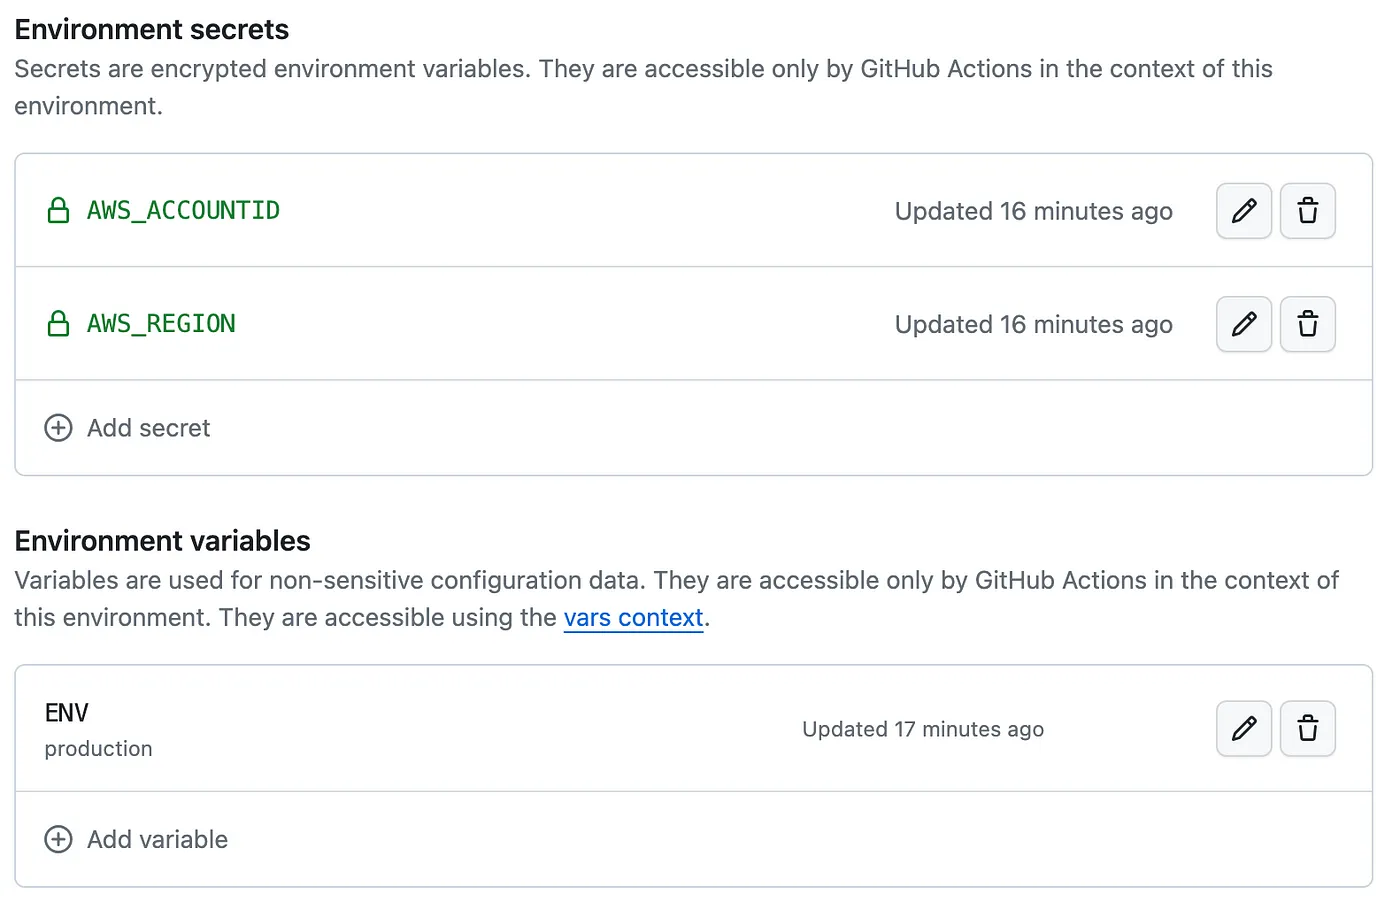 Environment secrets
Secrets are encrypted environment variables. They are accessible only by GitHub Actions in the context of this
environment.
AWS_ACCOUNTID Updated 16 minutes ago
AWS_REGION Updated 16 minutes ago
Add secret
Environment variables
Variables are used for non-sensitive configuration data. They are accessible only by GitHub Actions in the context of
this environment. They are accessible using the vars context.
ENV
production
Updated 17 minutes ago
Add variable